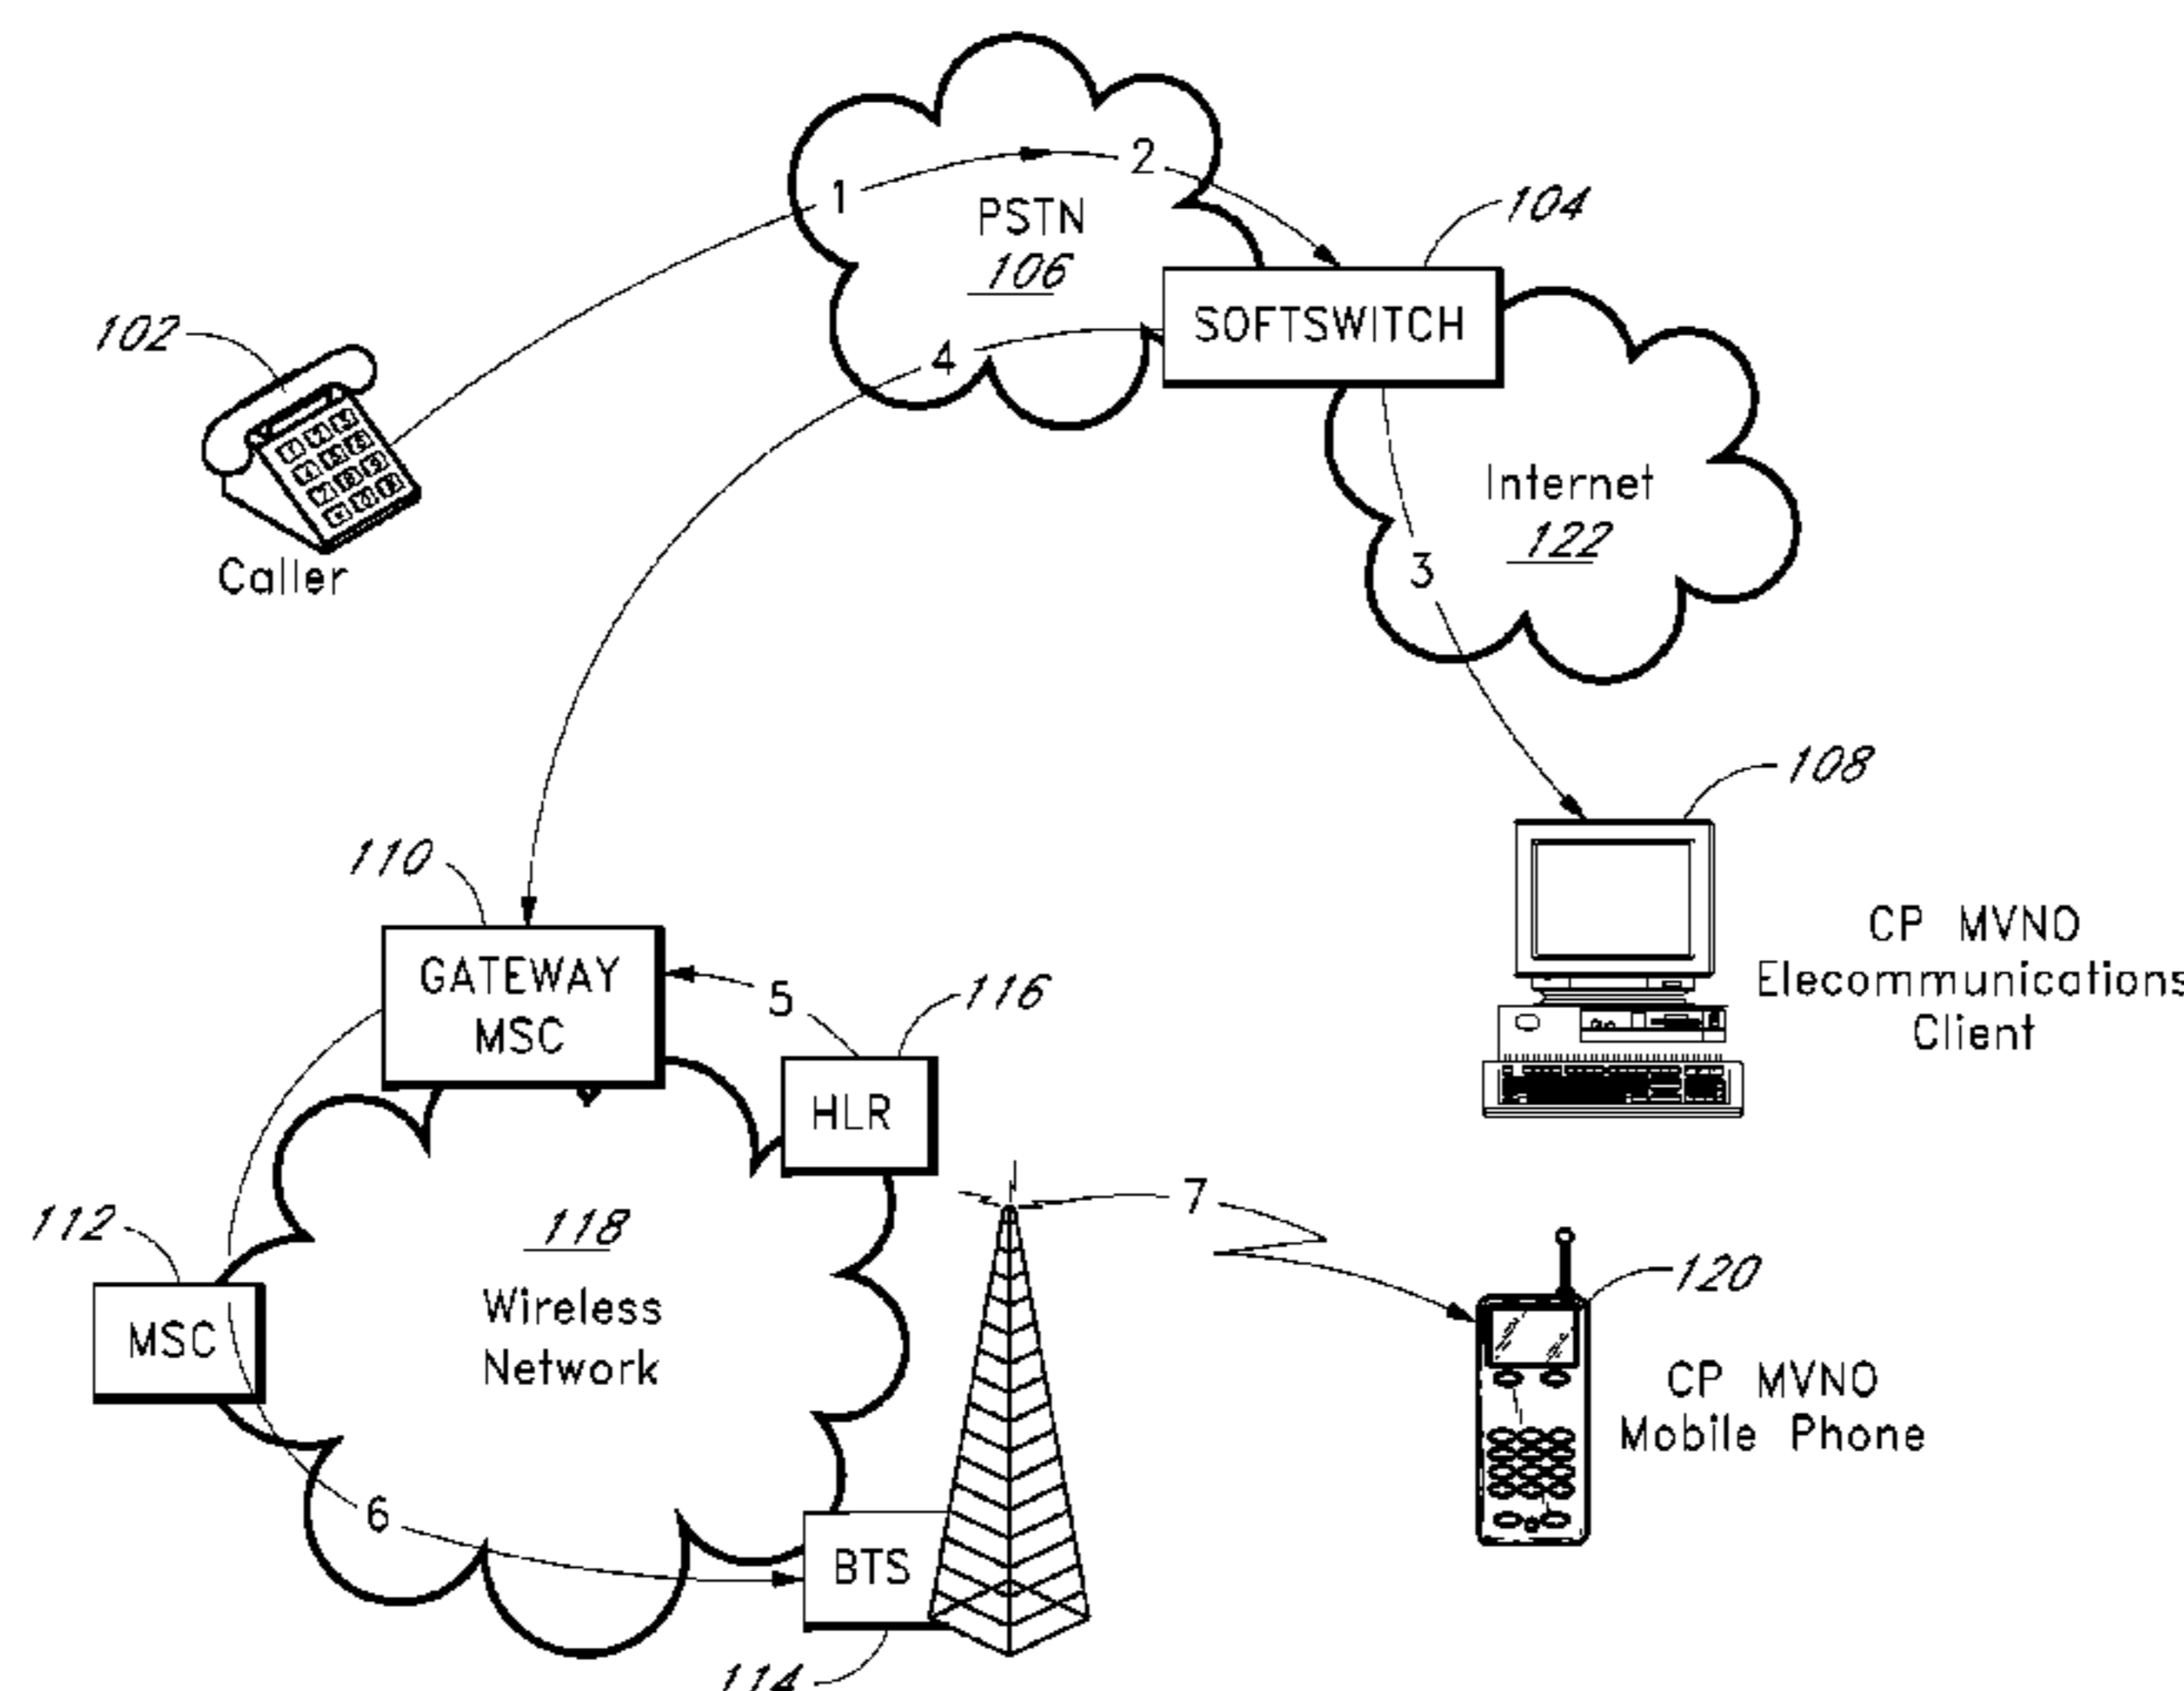 1
2
PSTN
106
104
SOFTSWITCH
102
4
Internet
122
3
Caller
108
110
GATEWAY
MSC
5
116
CP MVNO
Elecommunications
Client
HLR
7
112
118
Wireless
Network
MSC
120
CP MVNO
Mobile Phone
6
BTS
114